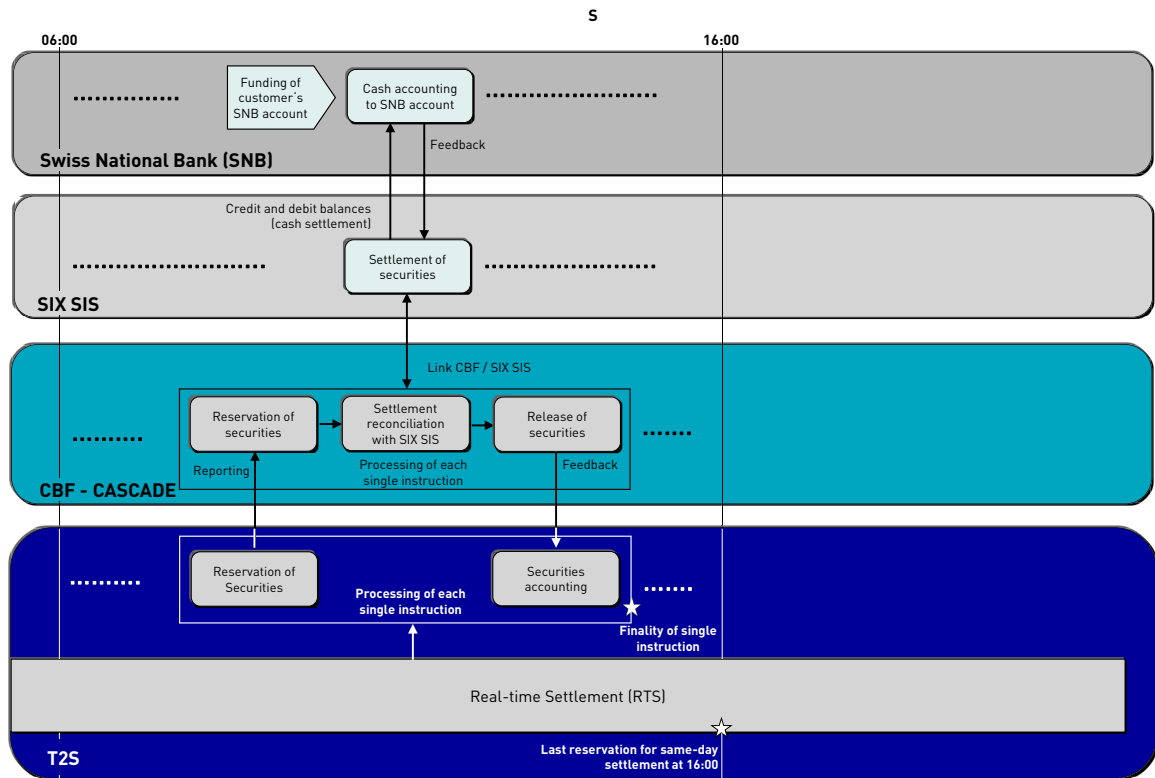 S
06:00
16:00
Funding of
customer's
SNB account
Cash accounting
to SNB account
Feedback
Swiss National Bank (SNB)
Credit and debit balances
(cash settlement)
Settlement of
securities
SIX SIS
Link CBF / SIX SIS
Reservation of
securities
Settlement
reconciliation
with SIX SIS
Release of
securities
Reporting
Processing of each
single instruction
Feedback
CBF - CASCADE
Reservation of
Securities
Securities
accounting
Processing of each
single instruction
Finality of single
instruction
Real-time Settlement (RTS)
Last reservation for same-day
settlement at 16:00
T2S